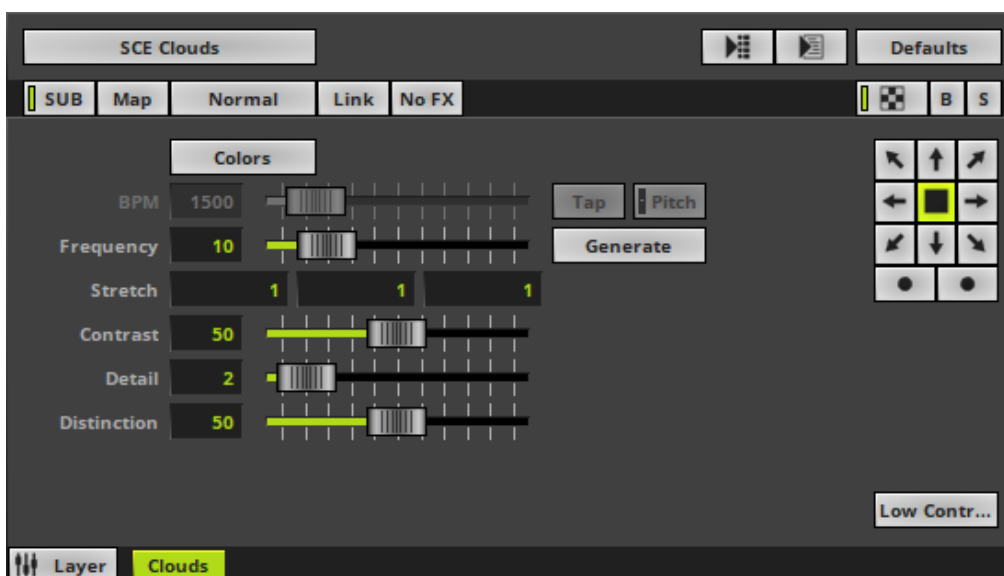 SCE Clouds Defaults
SUB Map Normal Link No FX B S
Colors
BPM 1500 Tap Pitch
Frequency 10 Generate
Stretch 1 1 1
Contrast 50
Detail 2
Distinction 50
Low Contr...
Layer Clouds